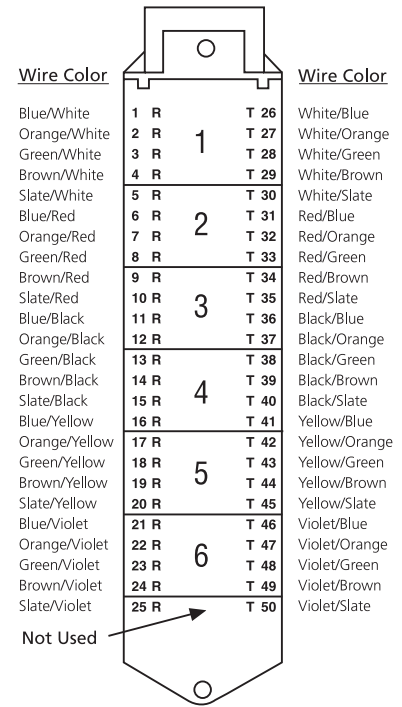 Wire Color Wire Color
Blue/White 1 R T 26 White/Blue
Orange/White 2 R T 27 White/Orange
1
Green/White 3 R T 28 White/Green
Brown/White 4 R T 29 White/Brown
Slate/White 5 R T 30 White/Slate
Blue/Red 6 R 2 T 31 Red/Blue
Orange/Red 7 R T 32 Red/Orange
Green/Red 8 R T 33 Red/Green
Brown/Red 9 R T 34 Red/Brown
Slate/Red 10 R T 35 Red/Slate
3
Blue/Black 11 R T 36 Black/Blue
Orange/Black 12 R T 37 Black/Orange
Green/Black 13 R T 38 Black/Green
Brown/Black 14 R T 39 Black/Brown
4
Slate/Black 15 R T 40 Black/Slate
Blue/Yellow 16 R T 41 Yellow/Blue
Orange/Yellow 17 R T 42 Yellow/Orange
Green/Yellow 18 R T 43 Yellow/Green
5
Brown/Yellow 19 R T 44 Yellow/Brown
Slate/Yellow 20 R T 45 Yellow/Slate
Blue/Violet 21 R T 46 Violet/Blue
Orange/Violet 22 R T 47 Violet/Orange
6
Green/Violet 23 R T 48 Violet/Green
Brown/Violet 24 R T 49 Violet/Brown
Slate/Violet 25 R T 50 Violet/Slate
Not Used